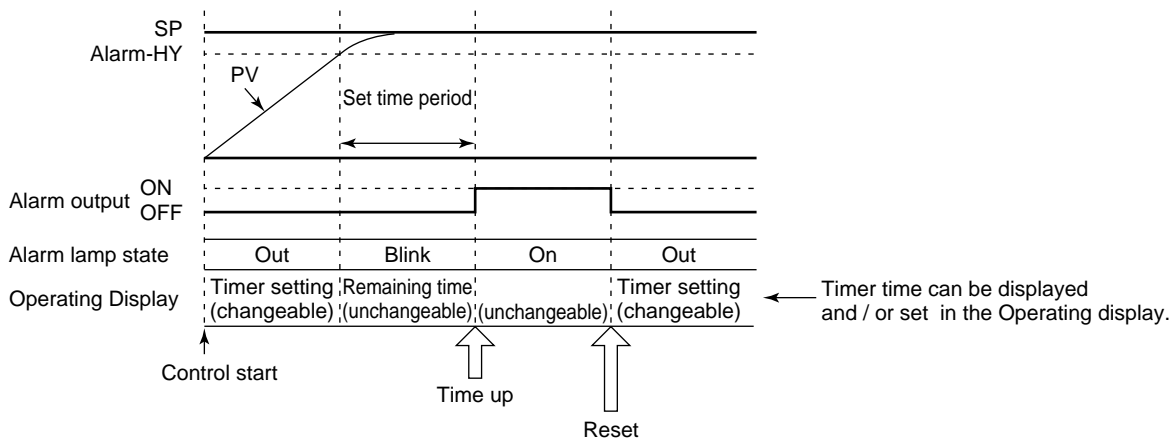 SP
Alarm-HY
PV
Set time period
Alarm output
ON
OFF
Alarm lamp state
Out
Blink
On
Out
Operating Display
Timer setting
(changeable)
Remaining time
(unchangeable)
(unchangeable)
Timer setting
(changeable)
Timer time can be displayed
and / or set in the Operating display.
Control start
Time up
Reset